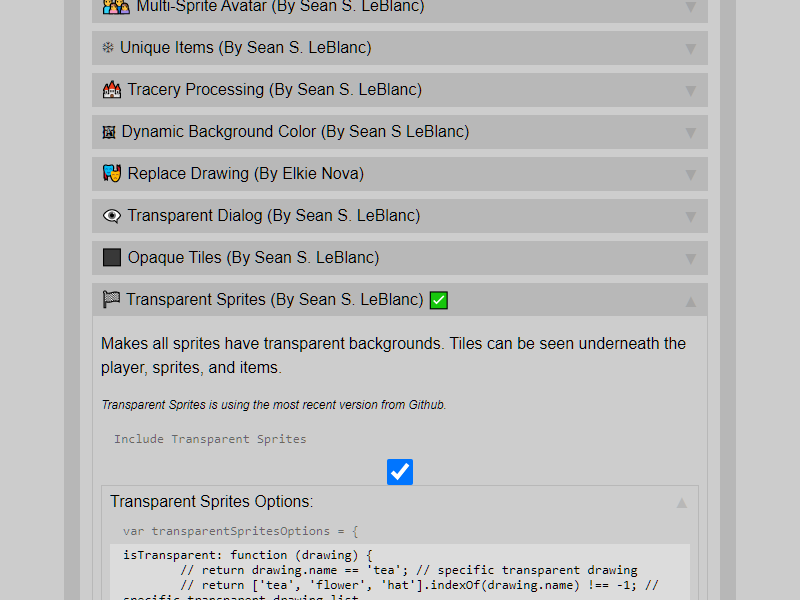 Multi-Sprite Avatar (By Sean S. LeBlanc)
Unique Items (By Sean S. LeBlanc)
Tracery Processing (By Sean S. LeBlanc)
Dynamic Background Color (By Sean S LeBlanc)
Replace Drawing (By Elkie Nova)
Transparent Dialog (By Sean S. LeBlanc)
Opaque Tiles (By Sean S. LeBlanc)
Transparent Sprites (By Sean S. LeBlanc)
Makes all sprites have transparent backgrounds. Tiles can be seen underneath the
player, sprites, and items.
Transparent Sprites is using the most recent version from Github.
Include Transparent Sprites
Transparent Sprites Options:
var transparentSpritesOptions = {
isTransparent: function (drawing) {
// return drawing.name == 'tea'; // specific transparent drawing
// return ['tea', 'flower', 'hat'].indexOf(drawing.name) !== -1; //
specific transparent drawing list